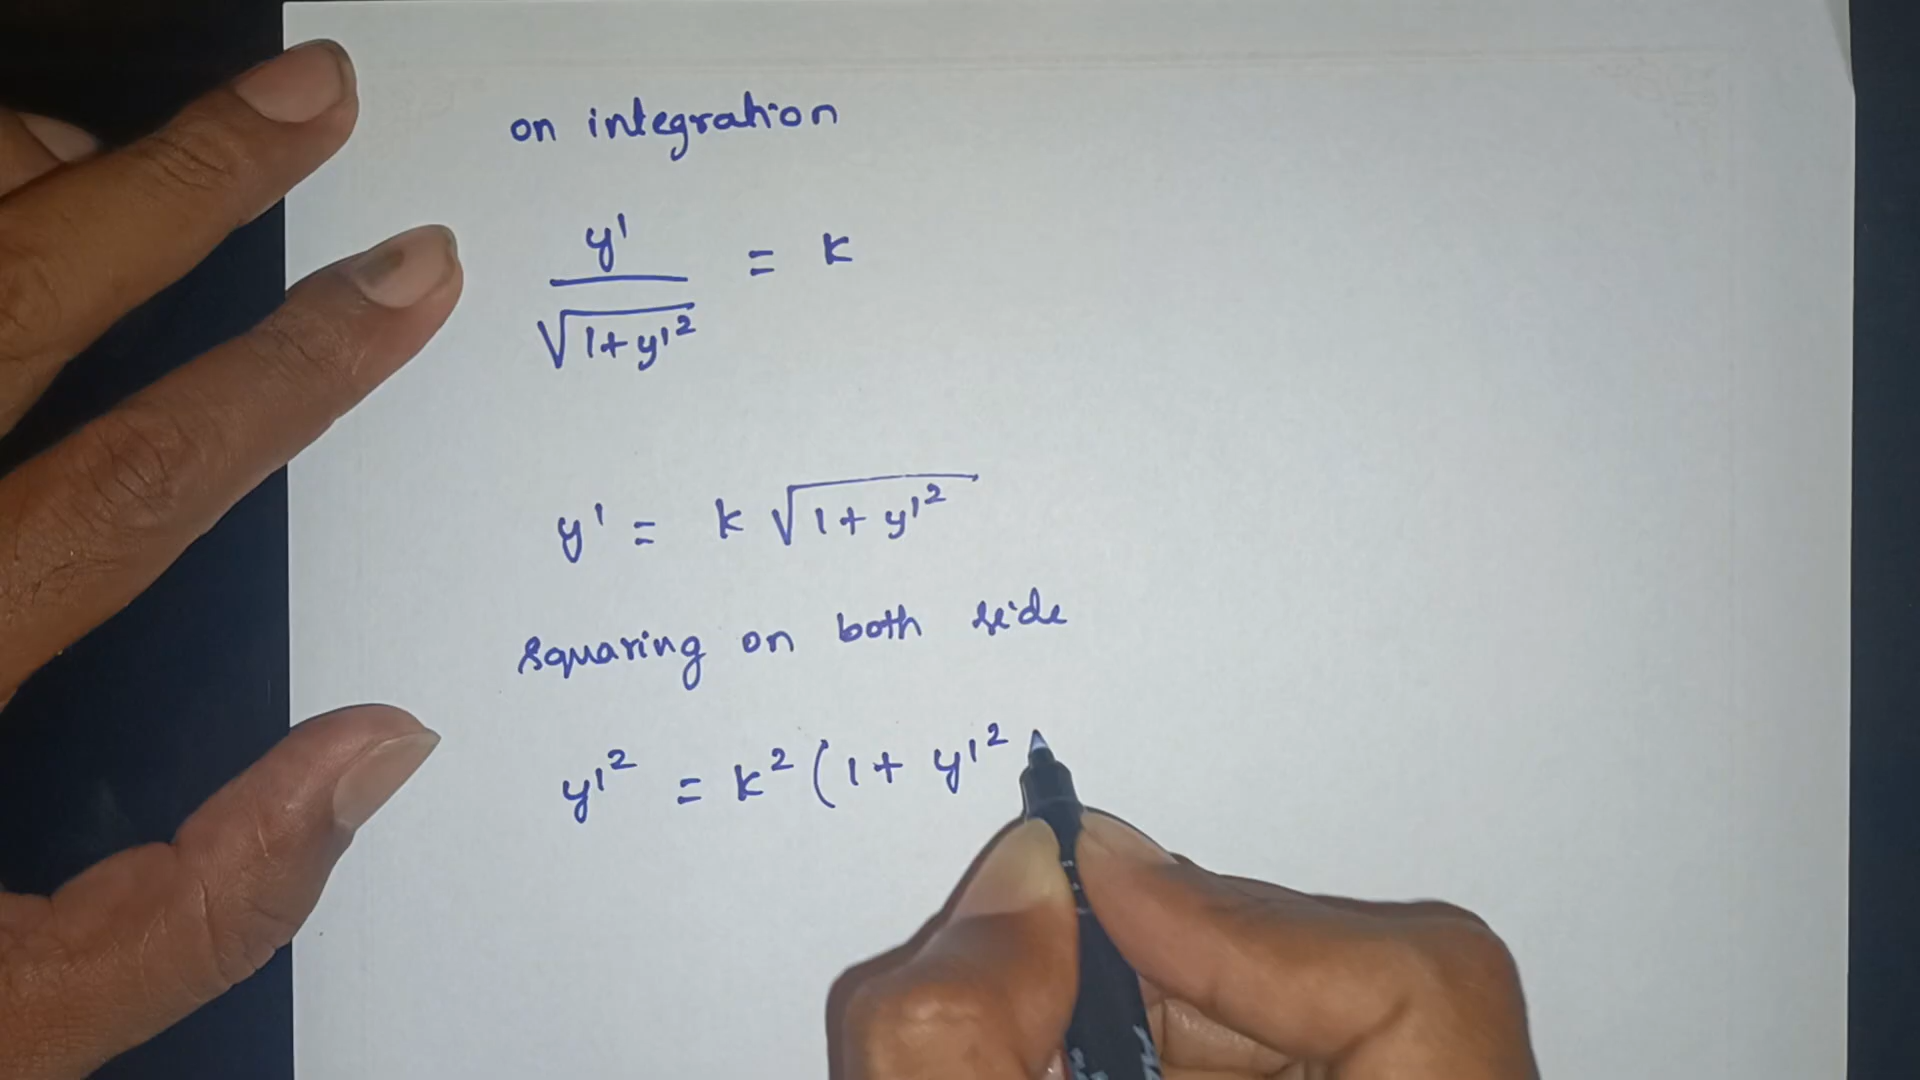 on integration
y'
/
√1+y'²
= k
y' = k √1+y'²
squaring on both side
y'² = k² (1+ y'²